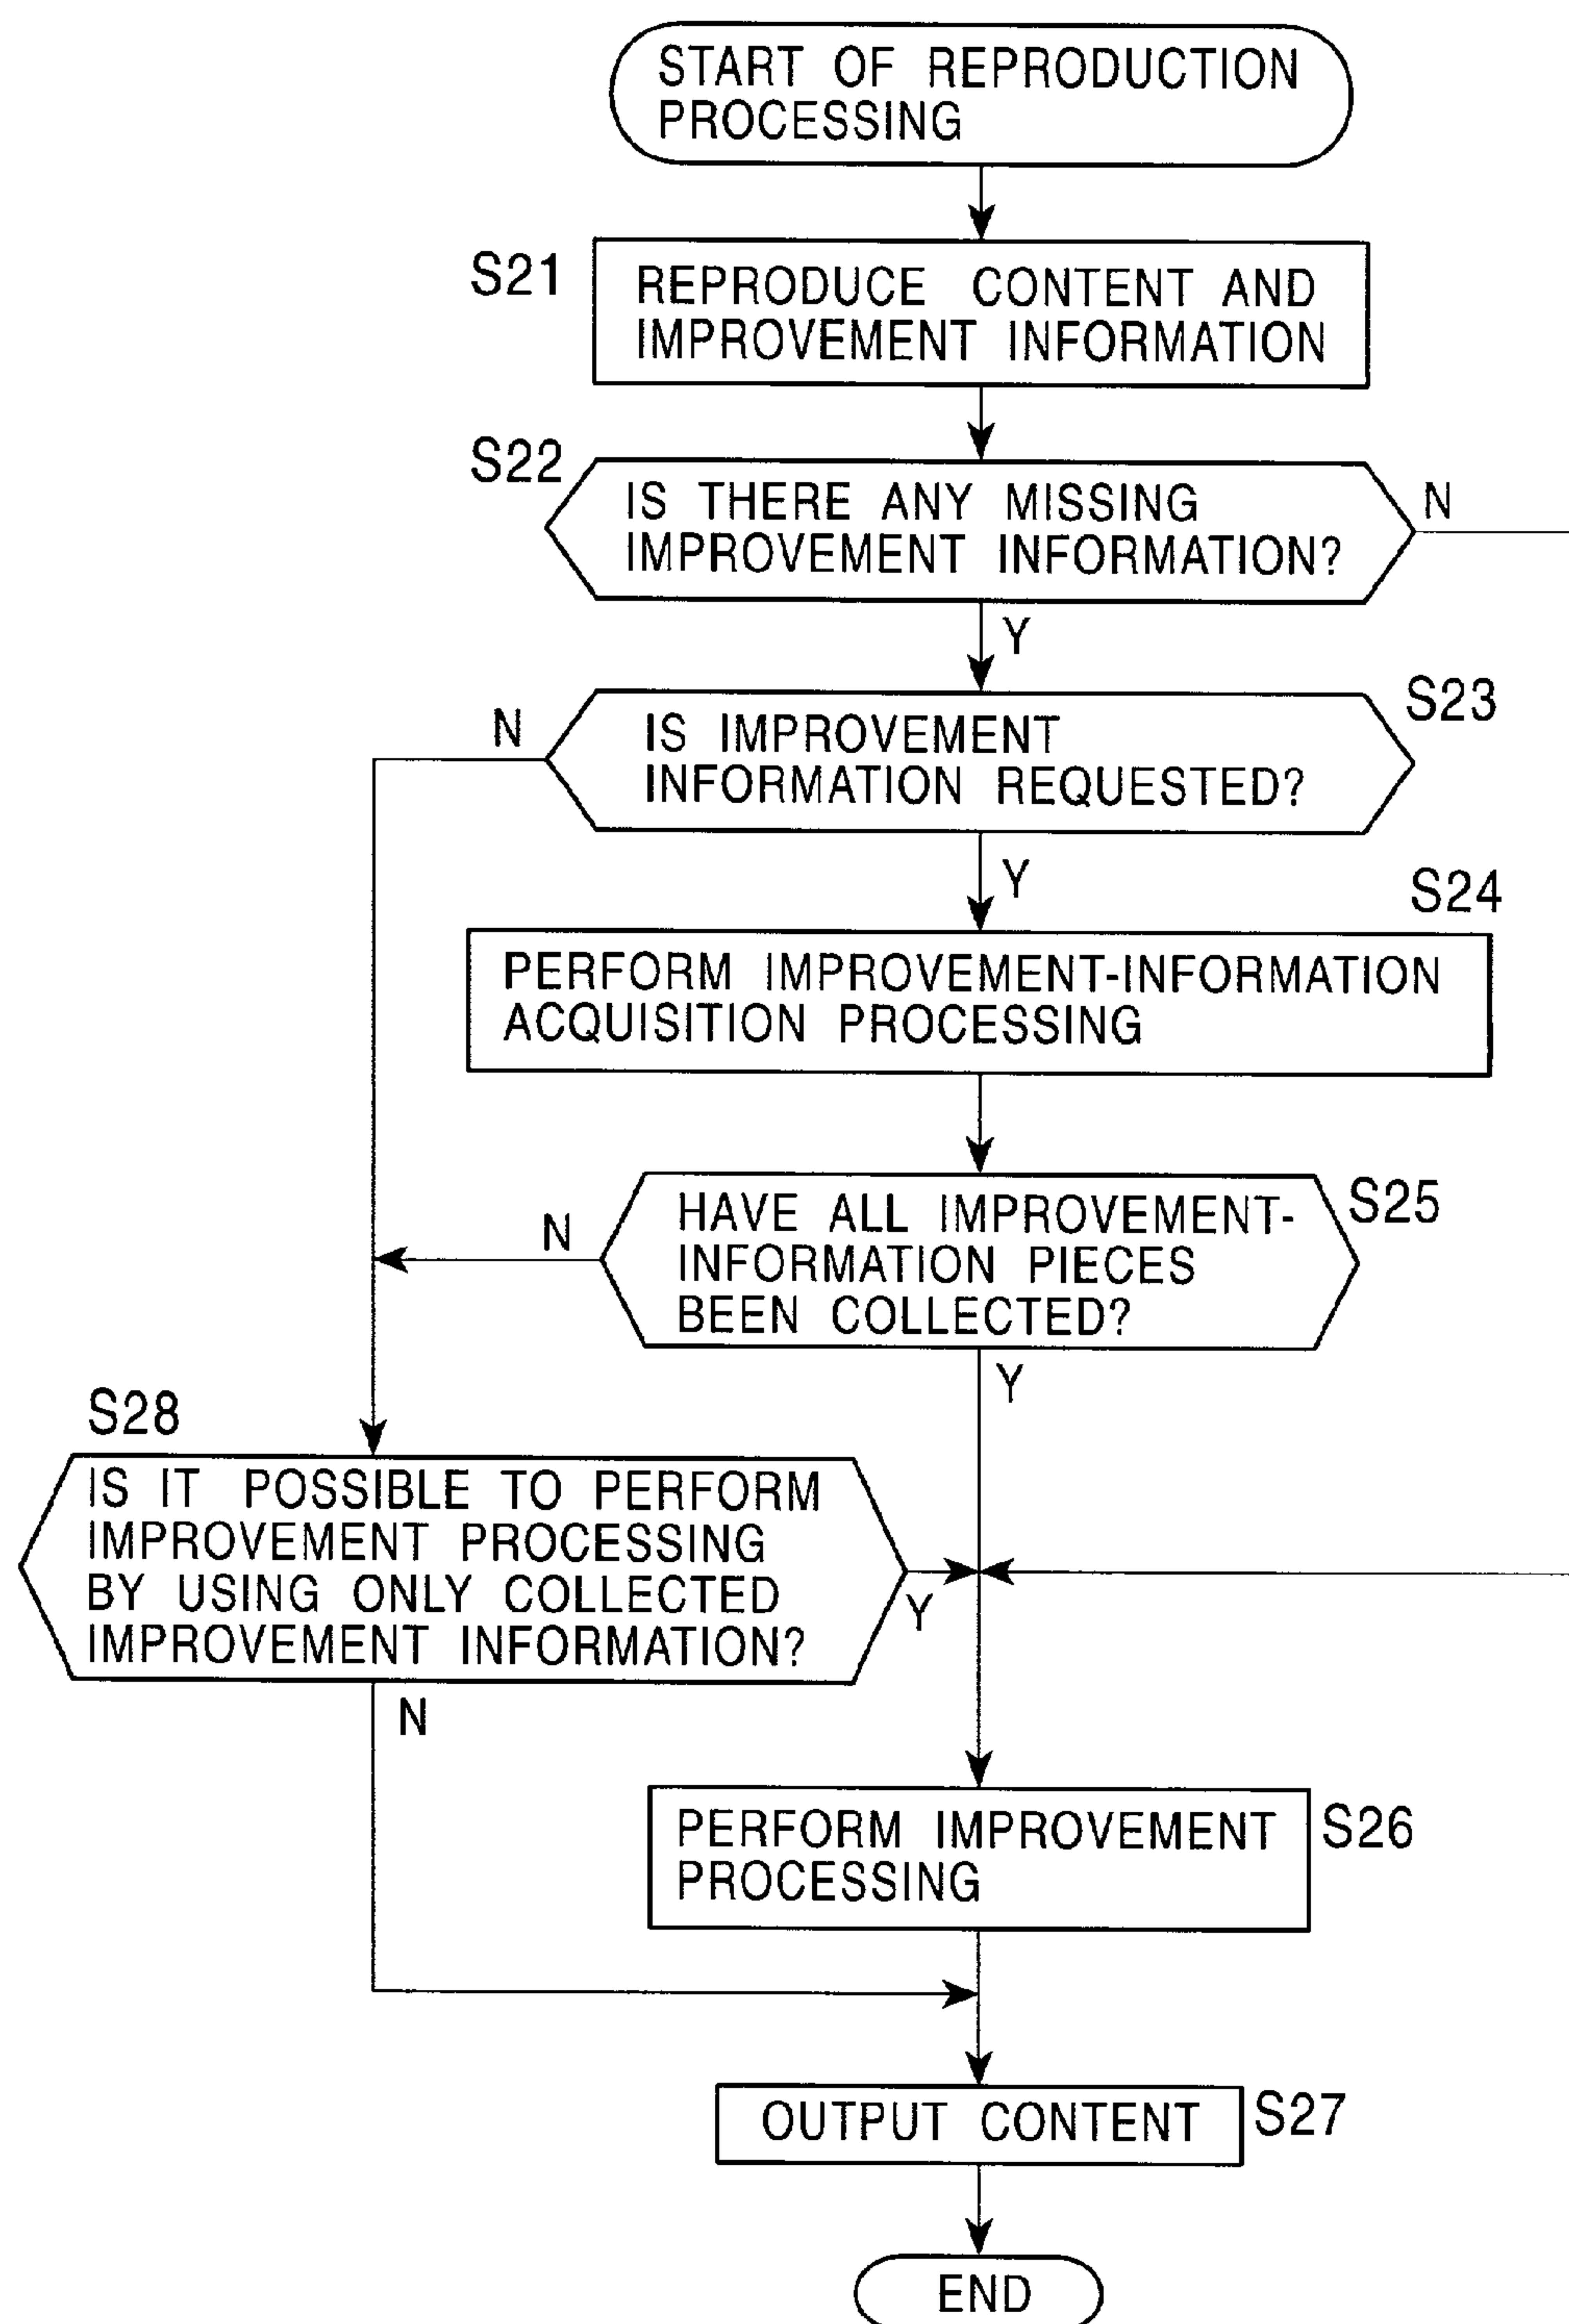 START OF REPRODUCTION
PROCESSING
S21
REPRODUCE CONTENT AND
IMPROVEMENT INFORMATION
S22
IS THERE ANY MISSING
IMPROVEMENT INFORMATION?
N
Y
S23
N
IS IMPROVEMENT
INFORMATION REQUESTED?
Y
S24
PERFORM IMPROVEMENT-INFORMATION
ACQUISITION PROCESSING
S25
N
HAVE ALL IMPROVEMENT-
INFORMATION PIECES
BEEN COLLECTED?
Y
S28
IS IT POSSIBLE TO PERFORM
IMPROVEMENT PROCESSING
BY USING ONLY COLLECTED
IMPROVEMENT INFORMATION?
Y
N
PERFORM IMPROVEMENT
PROCESSING
S26
OUTPUT CONTENT
S27
END